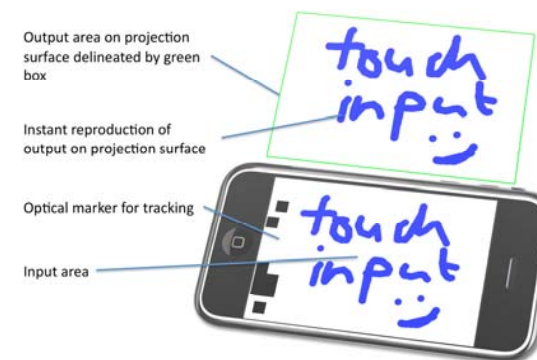 Output area on projection
surface delineated by green
box
touch
input
Instant reproduction of
output on projection surface
Optical marker for tracking
Input area
touch
input